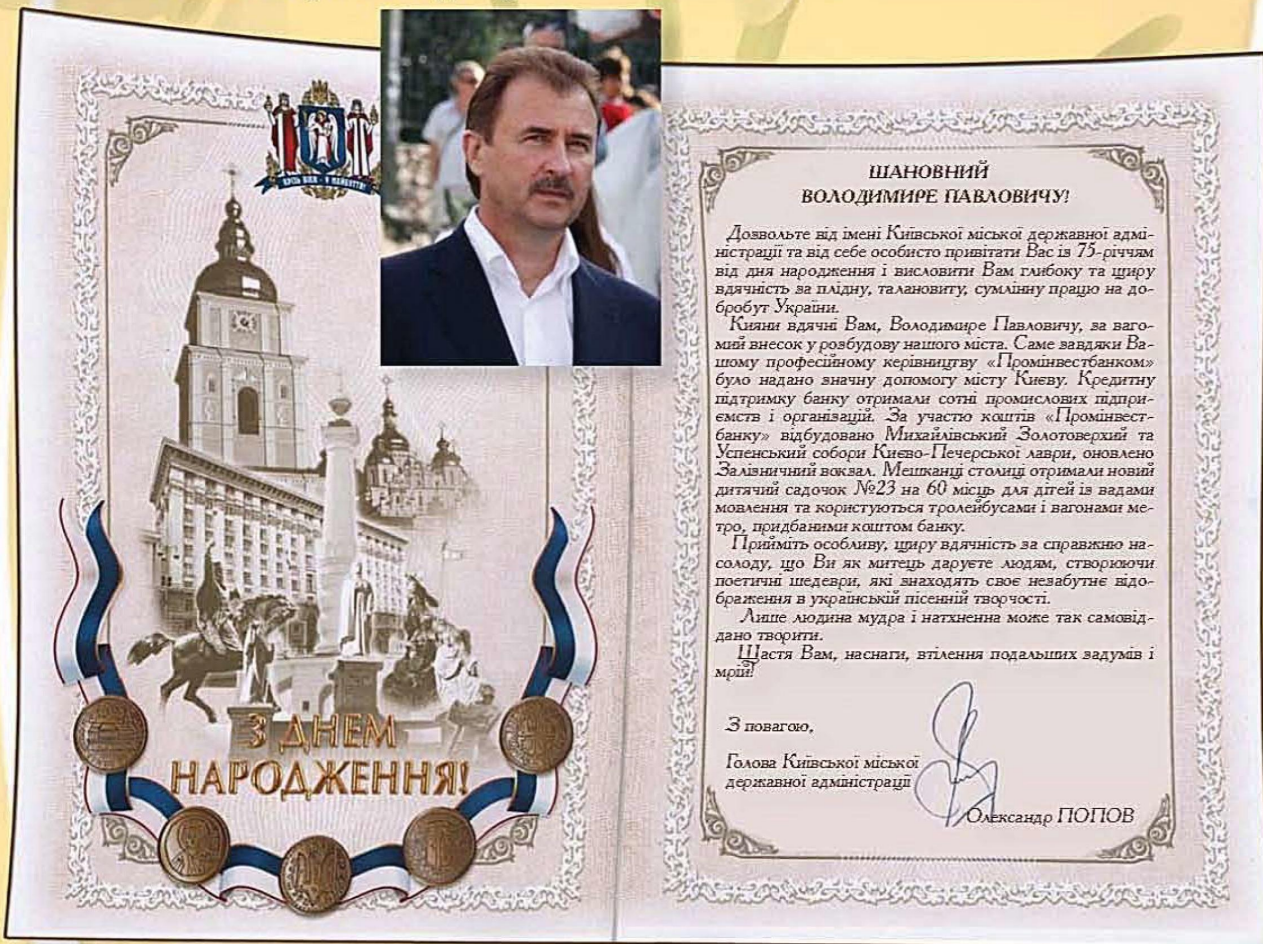 КРІЗЬ ВІКИ - У МАЙБУТТЯ!
З ДНЕМ
НАРОДЖЕННЯ!
ШАНОВНИЙ
ВОЛОДИМИРЕ ПАВЛОВИЧУ!
Дозвольте від імені Київської міської державної адмі-
ністрації та від себе особисто привітати Вас із 75-річчям
від дня народження і висловити Вам глибоку та щиру
вдячність за плідну, талановиту, сумлінну працю на до-
бробут України.
Кияни вдячні Вам, Володимире Павловичу, за ваго-
мий внесок у розбудову нашого міста. Саме завдяки Ва-
шому професійному керівництву «Промінвестбанком»
було надано значну допомогу місту Києву. Кредитну
підтримку банку отримали сотні промислових підпри-
ємств і організацій. За участю коштів «Промінвест-
банку» відбудовано Михайлівський Золотоверхий та
Успенський собори Києво-Печерської лаври, оновлено
Залізничний вокзал. Мешканці столиці отримали новий
дитячий садочок №23 на 60 місць для дітей із вадами
мовлення та користуються тролейбусами і вагонами ме-
тро, придбаними коштом банку.
Прийміть особливу, щиру вдячність за справжню на-
солоду, що Ви як митець даруєте людям, створюючи
поетичні шедеври, які знаходять своє незабутнє відо-
браження в українській пісенній творчості.
Лише людина мудра і натхненна може так самовід-
дано творити.
Щастя Вам, наснаги, втілення подальших задумів і
мрій!
З повагою,
Голова Київської міської
державної адміністрації
Олександр ПОПОВ